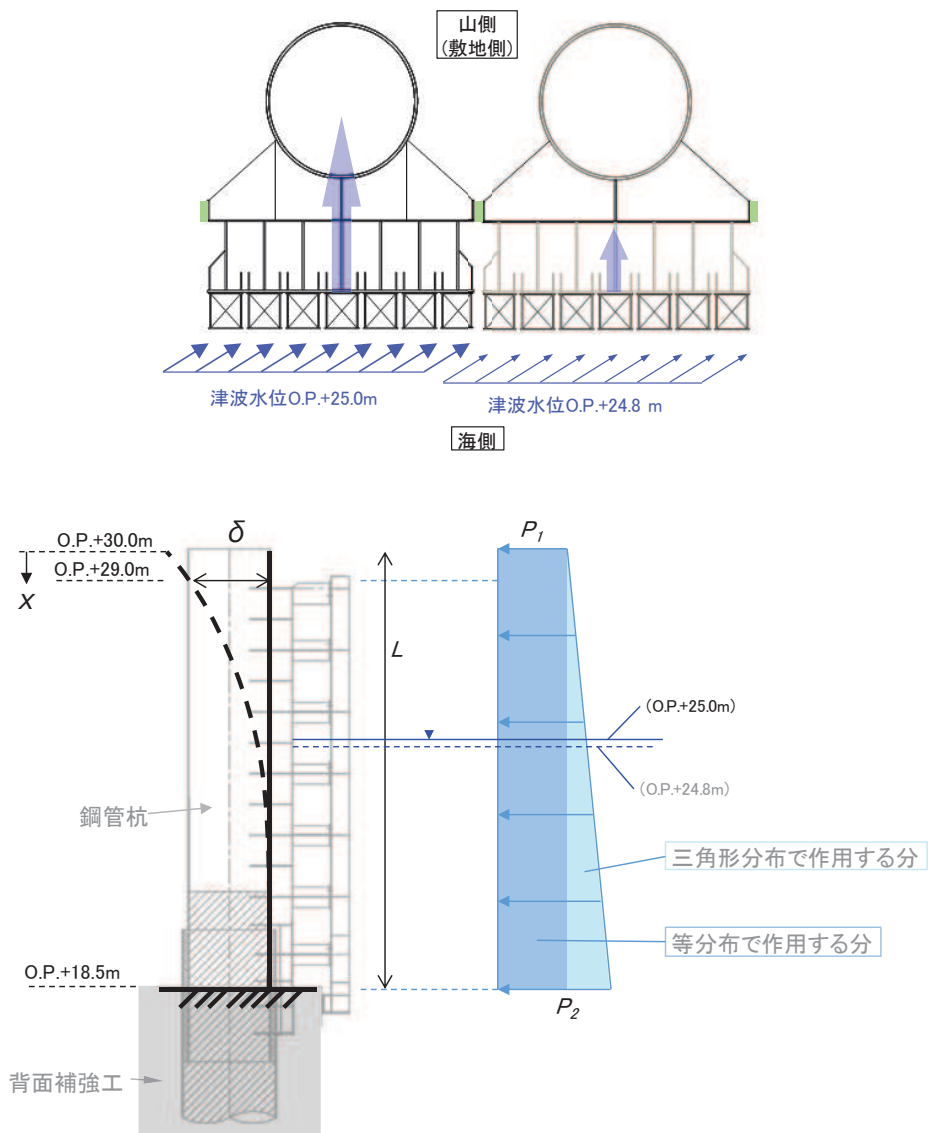 山側
(敷地側)
津波水位O.P.+25.0m
津波水位O.P.+24.8 m
海側
O.P.+30.0m
δ
P1
O.P.+29.0m
x
L
(O.P.+25.0m)
(O.P.+24.8m)
鋼管杭
三角形分布で作用する分
等分布で作用する分
O.P.+18.5m
P2
背面補強工